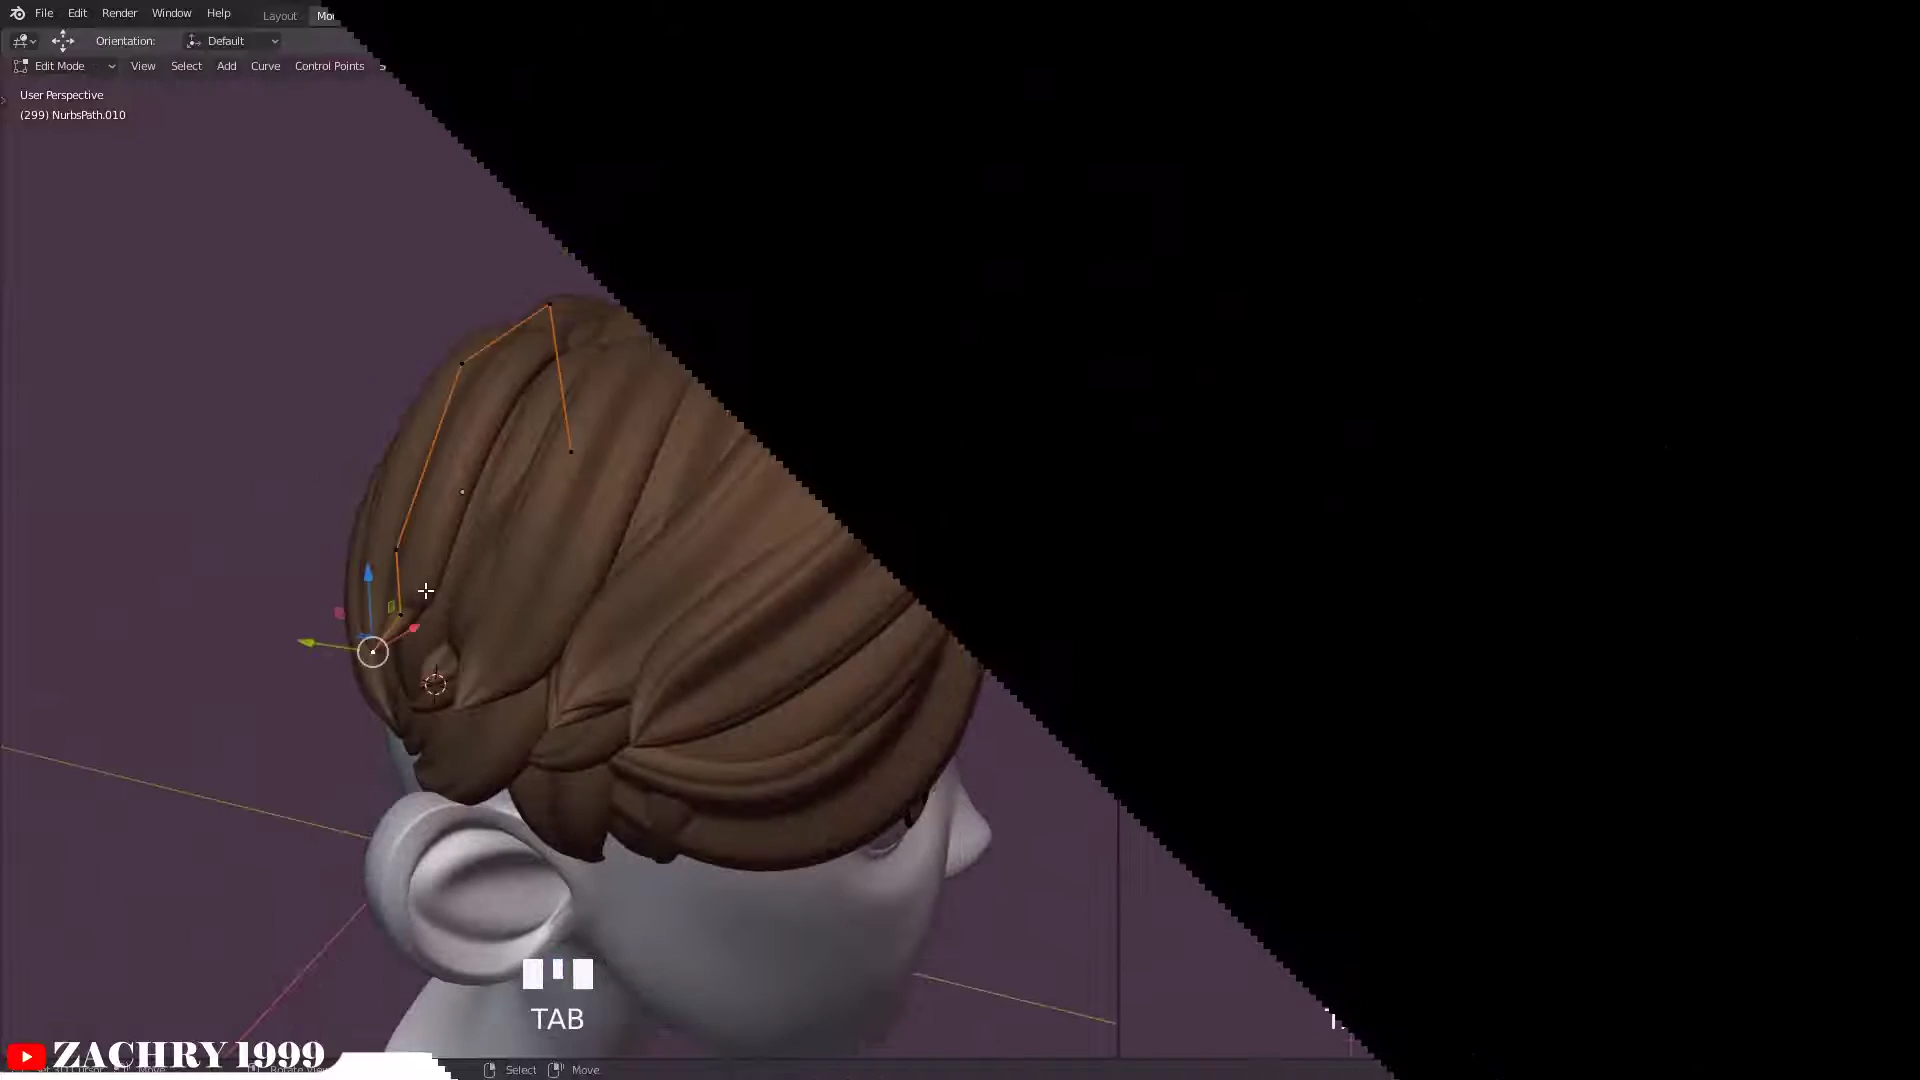 File Edit Render Window Help Layout
Orientation: Default
Edit Mode View Select Add Curve Control Points
User Perspective
(299) NurbsPath.010
TAB
ZACHRY 1999
Select Move